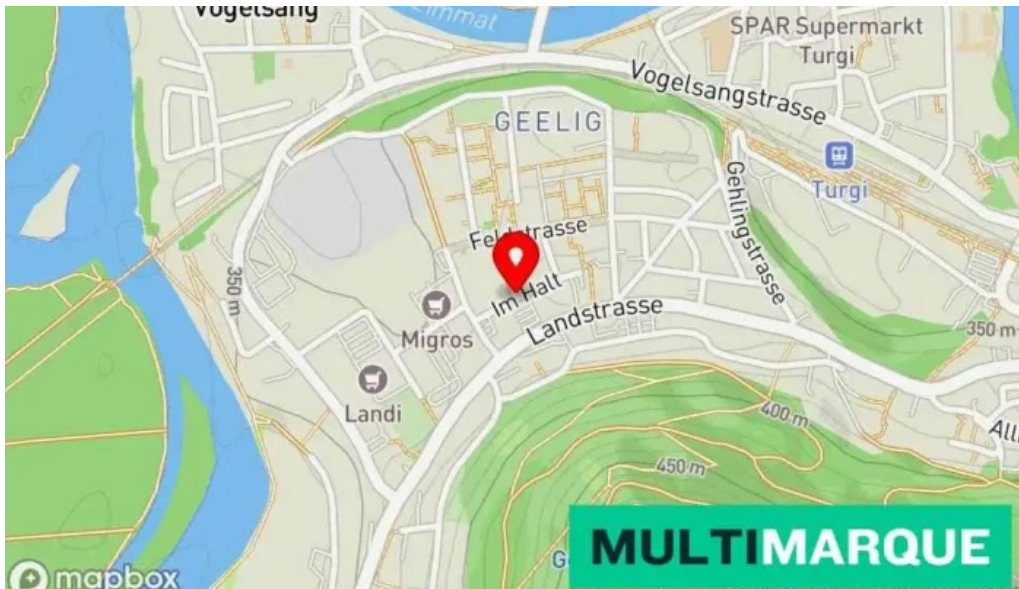 Vogelsang
Limmat
SPAR Supermarkt
Turgi
Vogelsangstrasse
GEELIG
Turgi
Gehlingstrasse
Feldstrasse
350 m
Im Halt
Landstrasse
Migros
350 m
Landi
400 m
450 m
MULTIMARQUE
mapbox